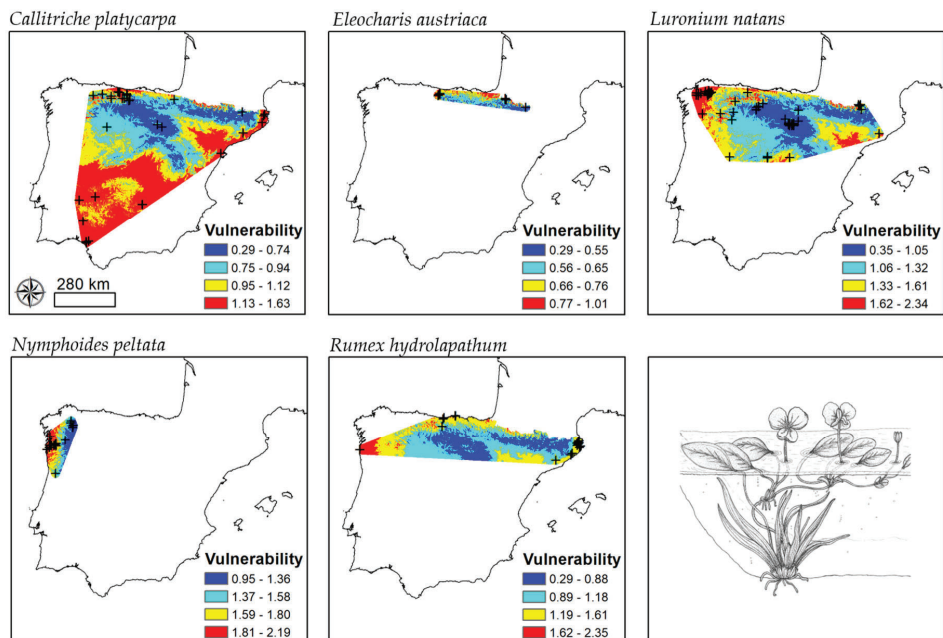 Callitriche platycarpa
Eleocharis austriaca
Luronium natans
Vulnerability
0.29 - 0.74
0.75 - 0.94
0.95 - 1.12
1.13 - 1.63
280 km
Vulnerability
0.29 - 0.55
0.56 - 0.65
0.66 - 0.76
0.77 - 1.01
Vulnerability
0.35 - 1.05
1.06 - 1.32
1.33 - 1.61
1.62 - 2.34
Nymphoides peltata
Rumex hydrolapathum
Vulnerability
0.95 - 1.36
1.37 - 1.58
1.59 - 1.80
1.81 - 2.19
Vulnerability
0.29 - 0.88
0.89 - 1.18
1.19 - 1.61
1.62 - 2.35